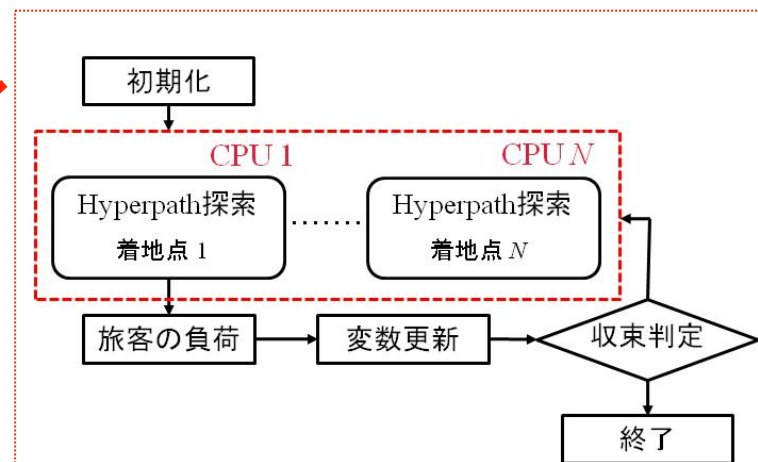 初期化
CPU 1
CPU N
Hyperpath探索
着地点 1
........
Hyperpath探索
着地点 N
旅客の負荷
変数更新
収束判定
終了